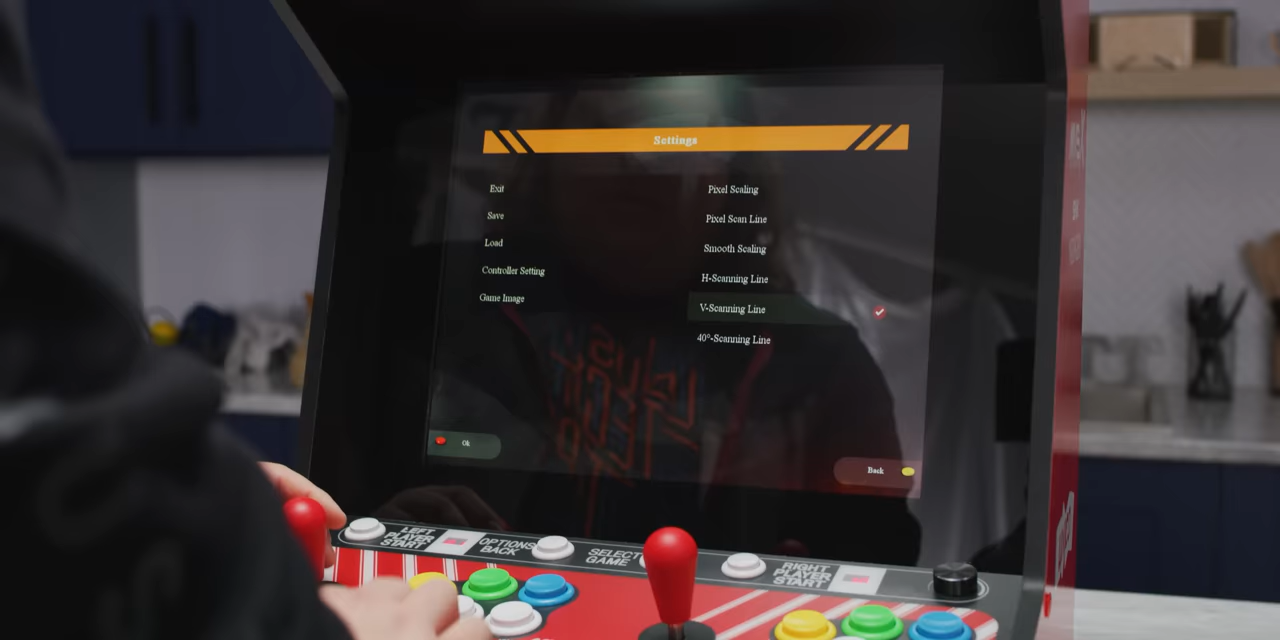 Settings
Exit
Save
Load
Controller Setting
Game Image
Pixel Scaling
Pixel Scan Line
Smooth Scaling
H-Scanning Line
V-Scanning Line
40°-Scanning Line
Ok
Back
LEFT
PLAYER
START
OPTIONS
BACK
SELECT
GAME
RIGHT
PLAYER
START